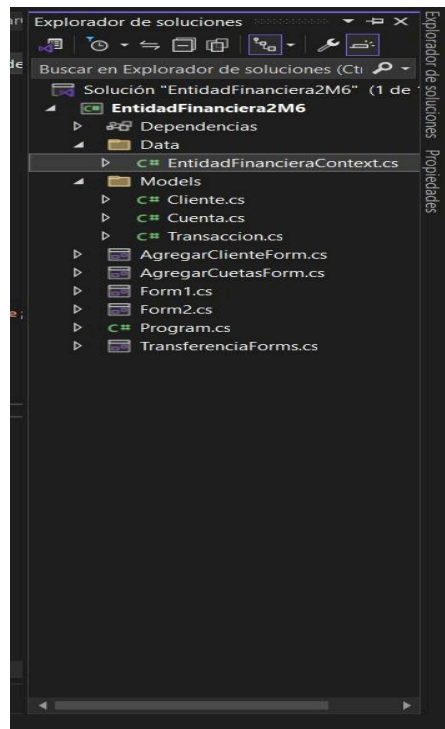 Explorador de soluciones
Buscar en Explorador de soluciones (Ct
Solución "EntidadFinanciera2M6" (1 de
C# EntidadFinanciera2M6
Dependencias
Data
C# EntidadFinancieraContext.cs
Models
C# Cliente.cs
C# Cuenta.cs
C# Transaccion.cs
AgregarClienteForm.cs
AgregarCuetasForm.cs
Form1.cs
Form2.cs
C# Program.cs
TransferenciaForms.cs
Explorador de soluciones
Propiedades